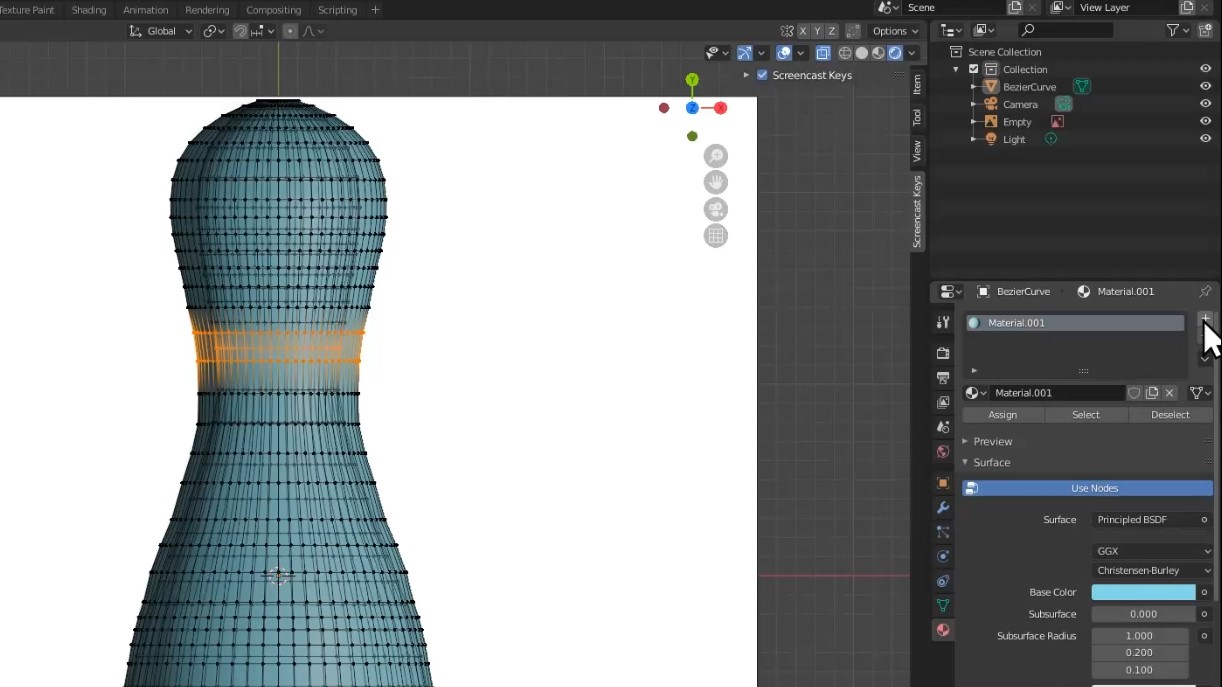 Texture Paint Shading Animation Rendering Compositing Scripting +
Scene View Layer
Global X Y Z Options
Screencast Keys
Y
Z X
Item
Tool
View
Screencast Keys
Scene Collection
Collection
BezierCurve
Camera
Empty
Light
BezierCurve Material.001
Material.001
Material.001
Assign Select Deselect
Preview
Surface
Use Nodes
Surface Principled BSDF
GGX
Christensen-Burley
Base Color
Subsurface 0.000
Subsurface Radius 1.000
0.200
0.100